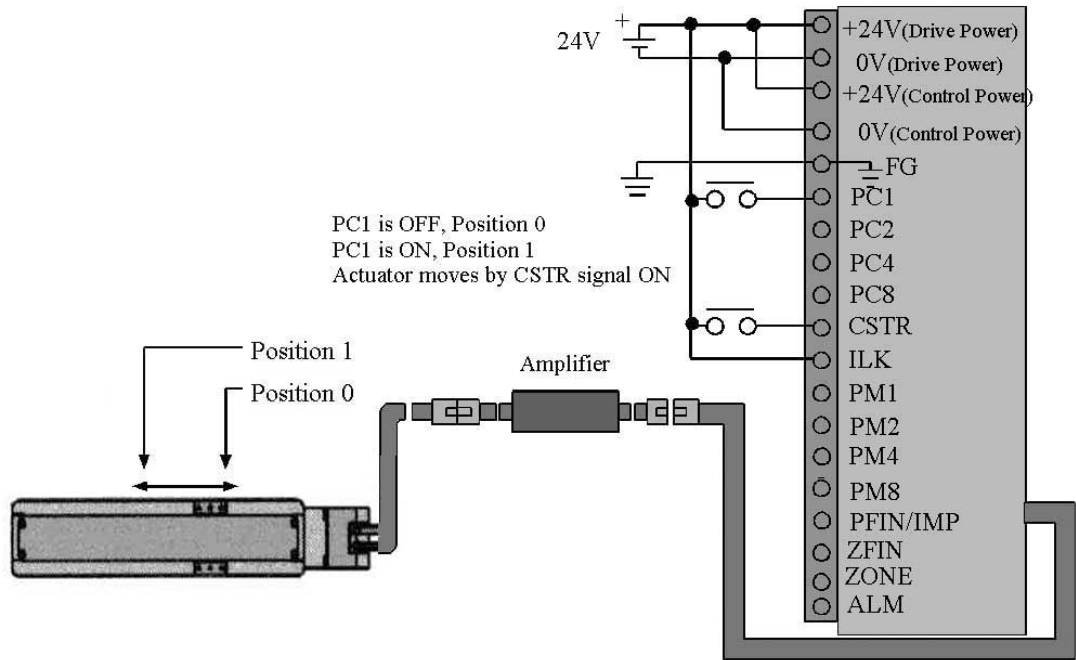 +
24V
+24V(Drive Power)
0V(Drive Power)
+24V(Control Power)
0V(Control Power)
FG
PC1
PC2
PC4
PC8
CSTR
ILK
PM1
PM2
PM4
PM8
PFIN/IMP
ZFIN
ZONE
ALM
PC1 is OFF, Position 0
PC1 is ON, Position 1
Actuator moves by CSTR signal ON
Position 1
Position 0
Amplifier